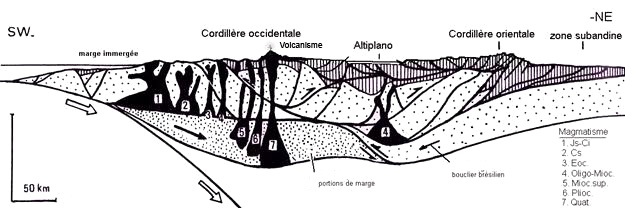 SW-
-NE
Cordillère occidentale
Volcanisme
Altiplano
Cordillère orientale
zone subandine
marge immergée
1
2
3
4
5
6
7
50 km
portions de marge
bouclier brésilien
Magmatisme
1. Js-Ci
2. Cs
3. Eoc.
4. Oligo-Mioc.
5. Mioc.sup.
6. Plioc.
7. Quat.